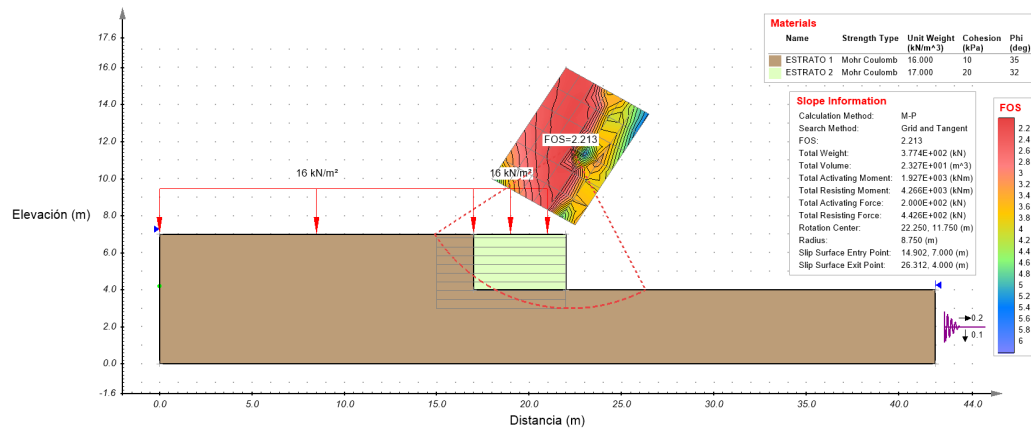 Materials
Name Strength Type Unit Weight (kN/m^3) Cohesion (kPa) Phi (deg)
ESTRATO 1 Mohr Coulomb 16.000 10 35
ESTRATO 2 Mohr Coulomb 17.000 20 32
Slope Information
Calculation Method: M-P
Search Method: Grid and Tangent
FOS: 2.213
Total Weight: 3.774E+002 (kN)
Total Volume: 2.327E+001 (m^3)
Total Activating Moment: 1.927E+003 (kNm)
Total Resisting Moment: 4.266E+003 (kNm)
Total Activating Force: 2.000E+002 (kN)
Total Resisting Force: 4.426E+002 (kN)
Rotation Center: 22.250, 11.750 (m)
Radius: 8.750 (m)
Slip Surface Entry Point: 14.902, 7.000 (m)
Slip Surface Exit Point: 26.312, 4.000 (m)
FOS
2.2
2.4
2.6
2.8
3
3.2
3.4
3.6
3.8
4
4.2
4.4
4.6
4.8
5
5.2
5.4
5.6
5.8
6
FOS=2.213
16 kN/m²
16 kN/m²
0.2
0.1
Elevación (m)
17.6
16.0
14.0
12.0
10.0
8.0
6.0
4.0
2.0
0.0
-1.6
-2.0 0.0 5.0 10.0 15.0 20.0 25.0 30.0 35.0 40.0 44.0
Distancia (m)